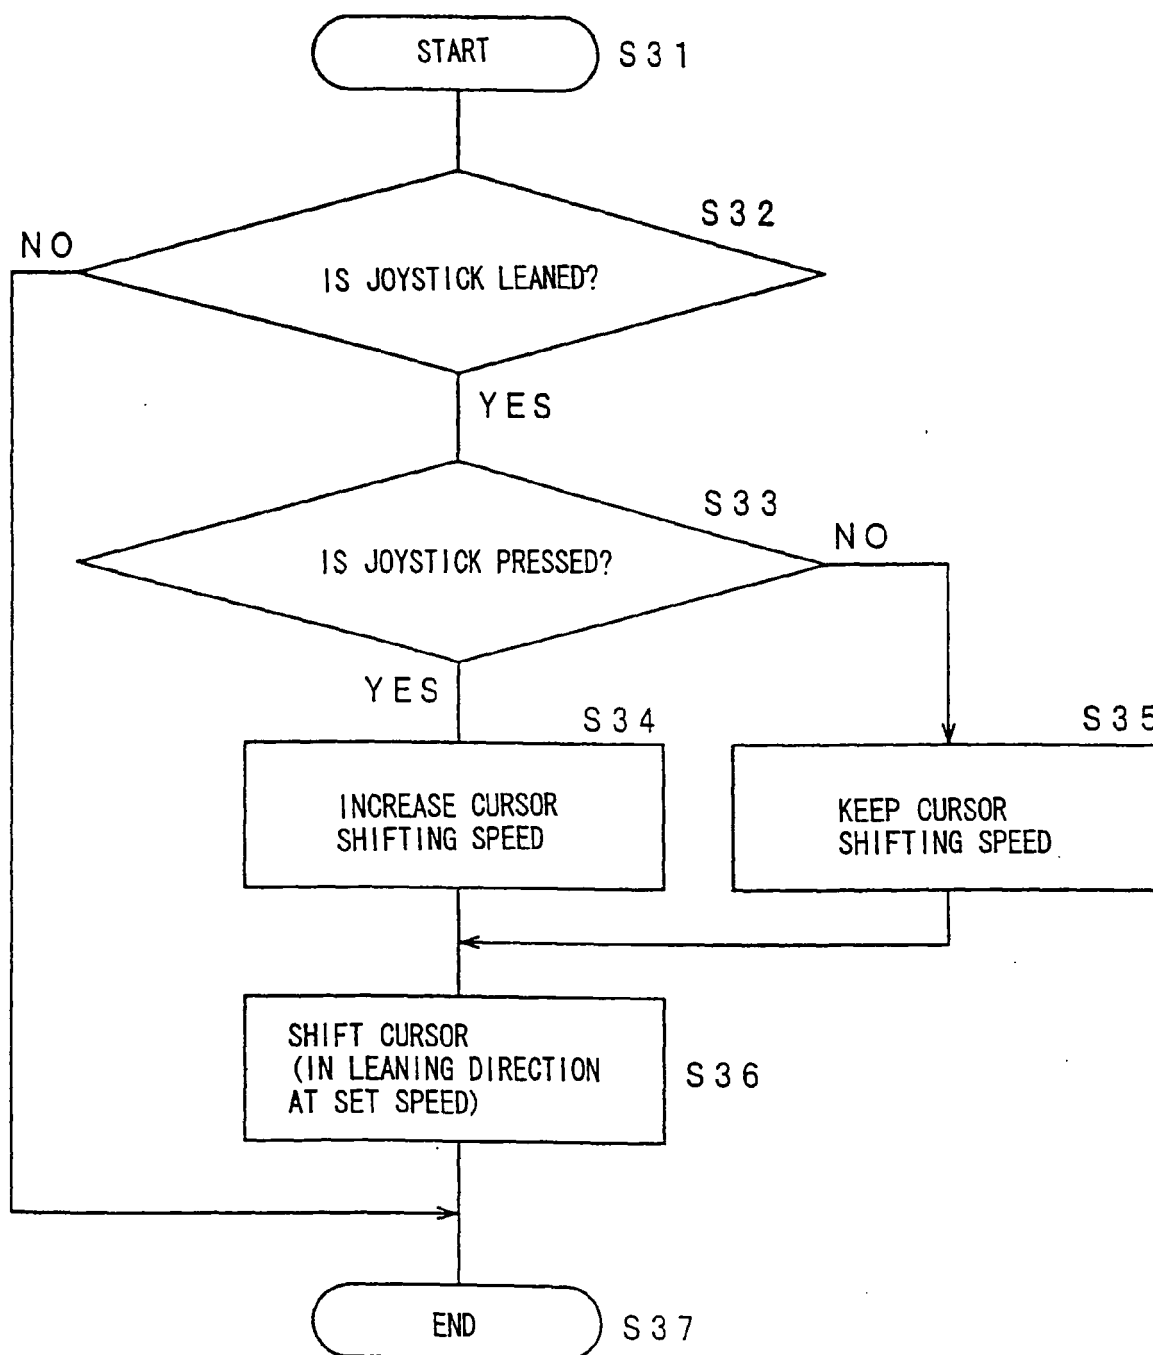 START
S31
S32
NO
IS JOYSTICK LEANED?
YES
S33
NO
IS JOYSTICK PRESSED?
YES
S34
S35
INCREASE CURSOR
SHIFTING SPEED
KEEP CURSOR
SHIFTING SPEED
SHIFT CURSOR
(IN LEANING DIRECTION
AT SET SPEED)
S36
END
S37